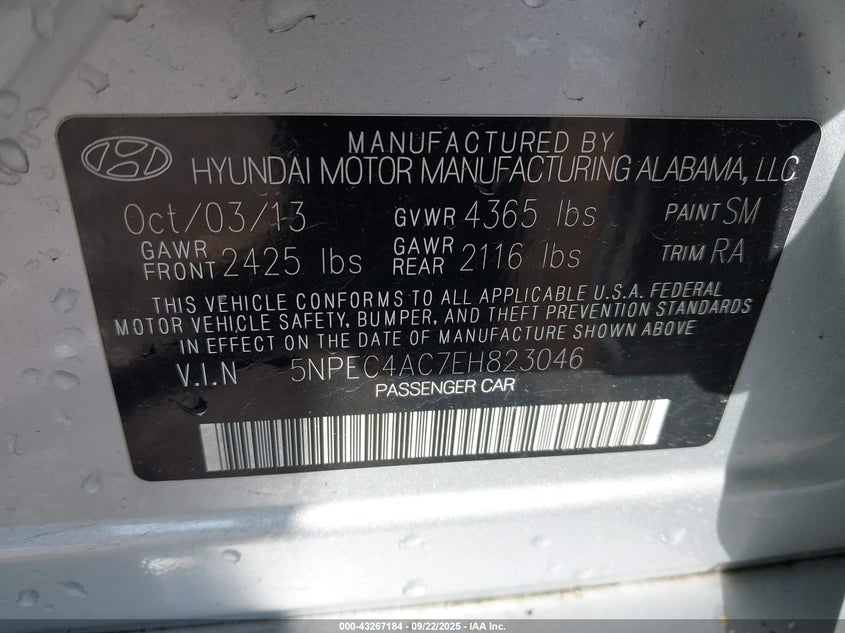 MANUFACTURED BY
HYUNDAI MOTOR MANUFACTURING ALABAMA, LLC
Oct/03/13 GVWR 4365 lbs PAINT SM
GAWR FRONT 2425 lbs GAWR REAR 2116 lbs TRIM RA
THIS VEHICLE CONFORMS TO ALL APPLICABLE U.S.A. FEDERAL
MOTOR VEHICLE SAFETY, BUMPER, AND THEFT PREVENTION STANDARDS
IN EFFECT ON THE DATE OF MANUFACTURE SHOWN ABOVE
V.I.N 5NPEC4AC7EH823046
PASSENGER CAR
000-43267184 - 09/22/2025 - IAA Inc.